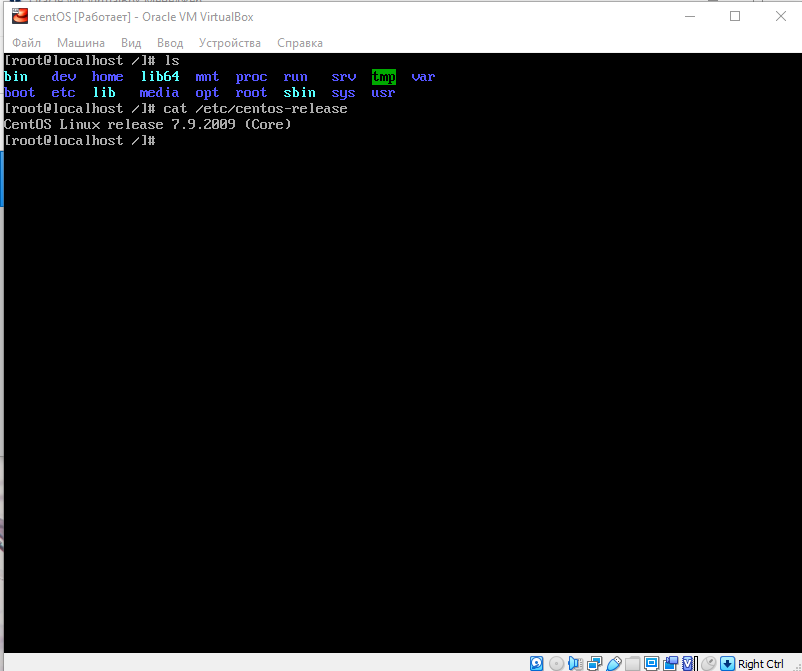 centOS [Работает] - Oracle VM VirtualBox
Файл Машина Вид Ввод Устройства Справка
[root@localhost /]# ls
bin dev home lib64 mnt proc run srv tmp var
boot etc lib media opt root sbin sys usr
[root@localhost /]# cat /etc/centos-release
CentOS Linux release 7.9.2009 (Core)
[root@localhost /]#
Right Ctrl